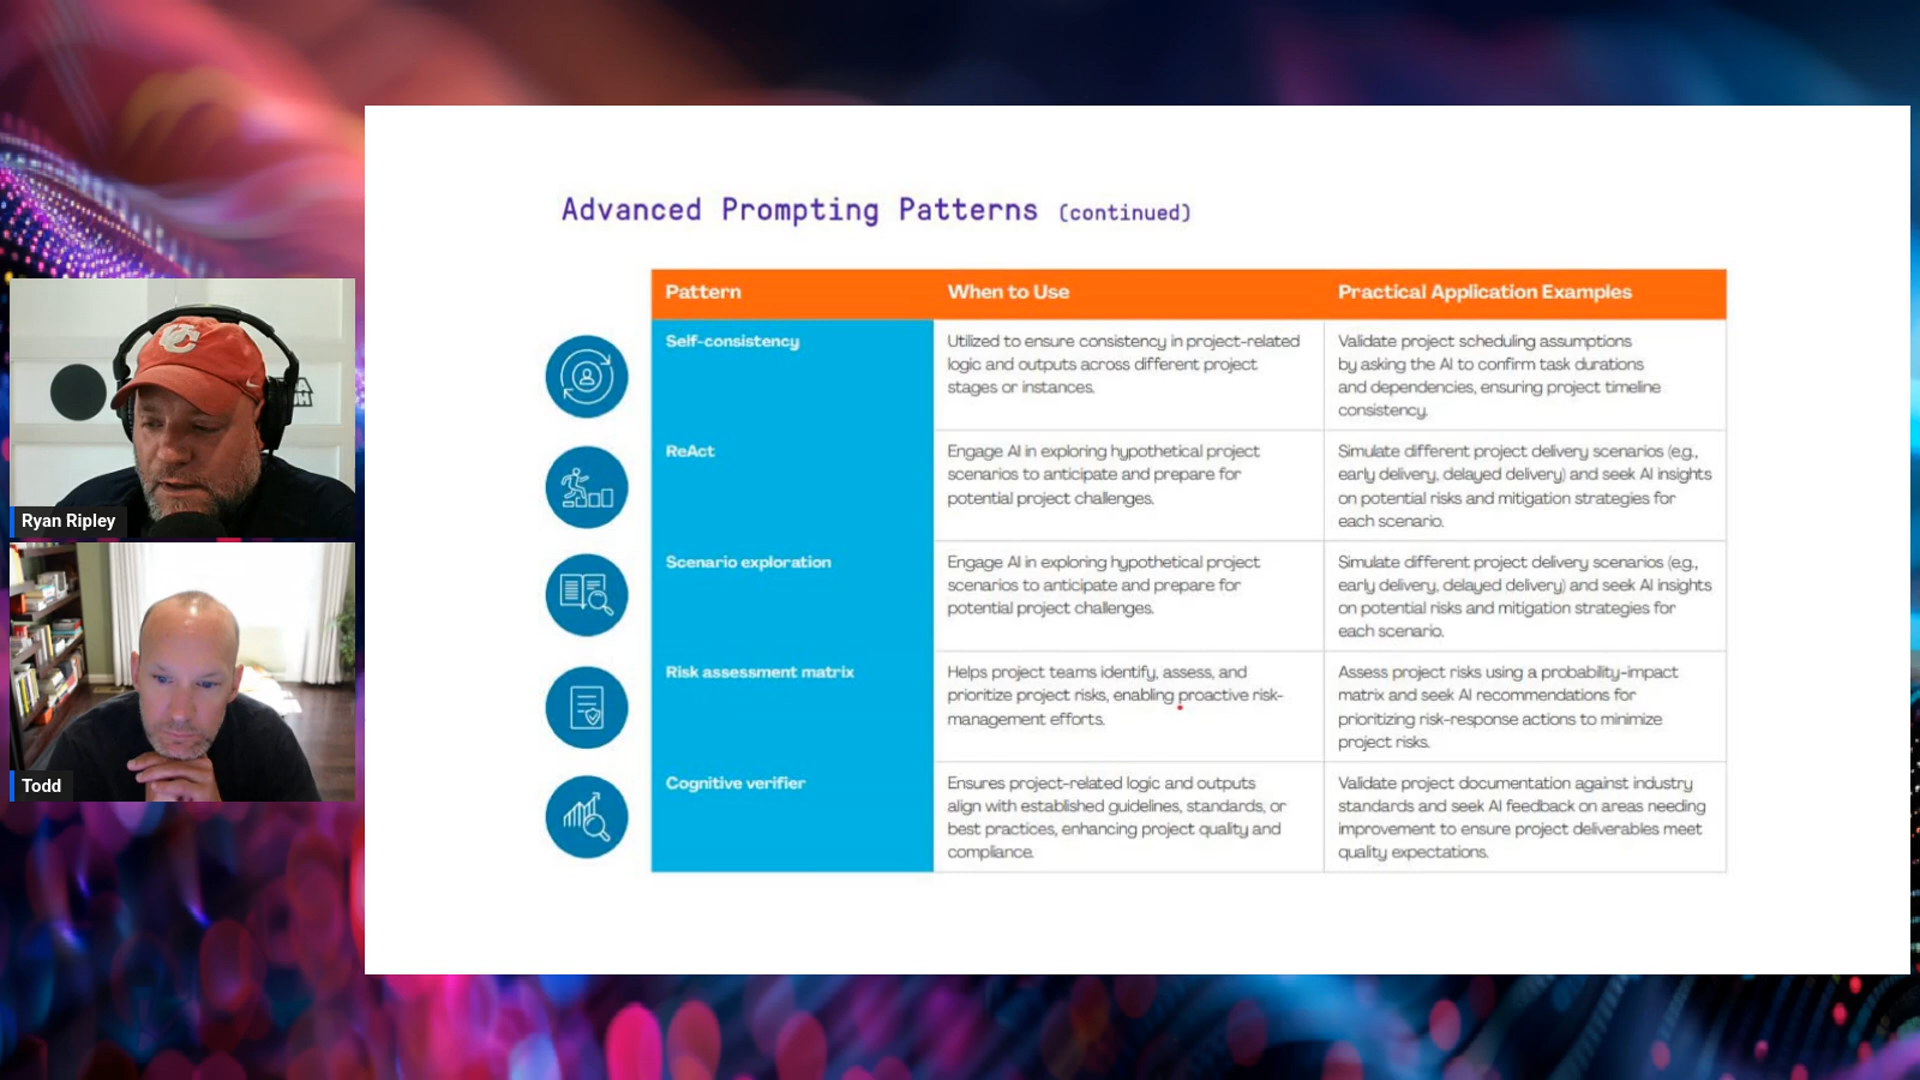 Advanced Prompting Patterns (continued)
Pattern
When to Use
Practical Application Examples
Self-consistency
Utilized to ensure consistency in project-related
logic and outputs across different project
stages or instances.
Validate project scheduling assumptions
by asking the AI to confirm task durations
and dependencies, ensuring project timeline
consistency.
ReAct
Engage AI in exploring hypothetical project
scenarios to anticipate and prepare for
potential project challenges.
Simulate different project delivery scenarios (e.g.,
early delivery, delayed delivery) and seek AI insights
on potential risks and mitigation strategies for
each scenario.
Scenario exploration
Engage AI in exploring hypothetical project
scenarios to anticipate and prepare for
potential project challenges.
Simulate different project delivery scenarios (e.g.,
early delivery, delayed delivery) and seek AI insights
on potential risks and mitigation strategies for
each scenario.
Risk assessment matrix
Helps project teams identify, assess, and
prioritize project risks, enabling proactive risk-
management efforts.
Assess project risks using a probability-impact
matrix and seek AI recommendations for
prioritizing risk-response actions to minimize
project risks.
Cognitive verifier
Ensures project-related logic and outputs
align with established guidelines, standards, or
best practices, enhancing project quality and
compliance.
Validate project documentation against industry
standards and seek AI feedback on areas needing
improvement to ensure project deliverables meet
quality expectations.
Ryan Ripley
Todd